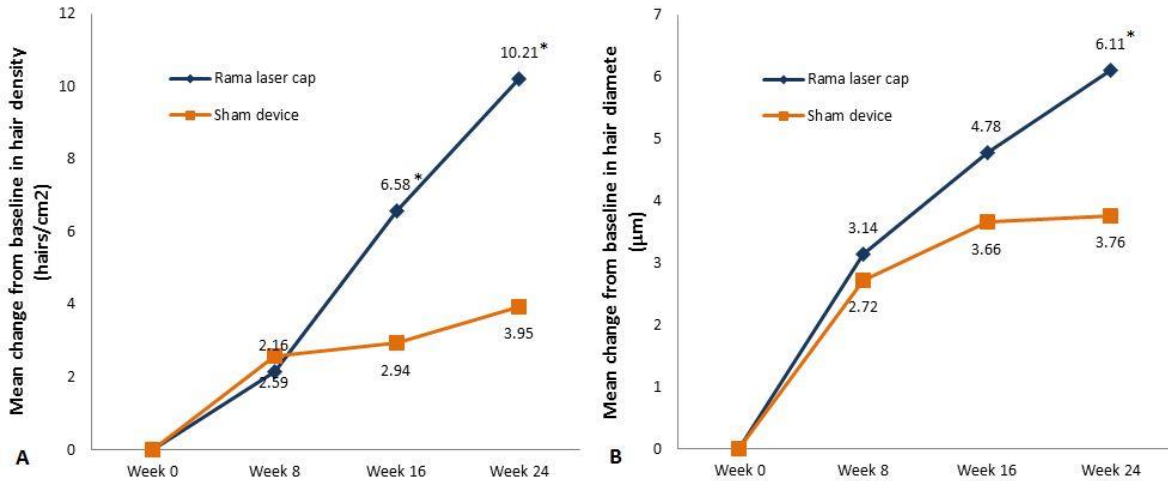 Mean change from baseline in hair density
(hairs/cm2)
12
10
8
6
4
2
0
Rama laser cap
Sham device
10.21*
6.58*
2.16
2.59
2.94
3.95
A
Week 0
Week 8
Week 16
Week 24
Mean change from baseline in hair diamete
(μm)
7
6
5
4
3
2
1
0
Rama laser cap
Sham device
6.11*
4.78
3.14
2.72
3.66
3.76
B
Week 0
Week 8
Week 16
Week 24